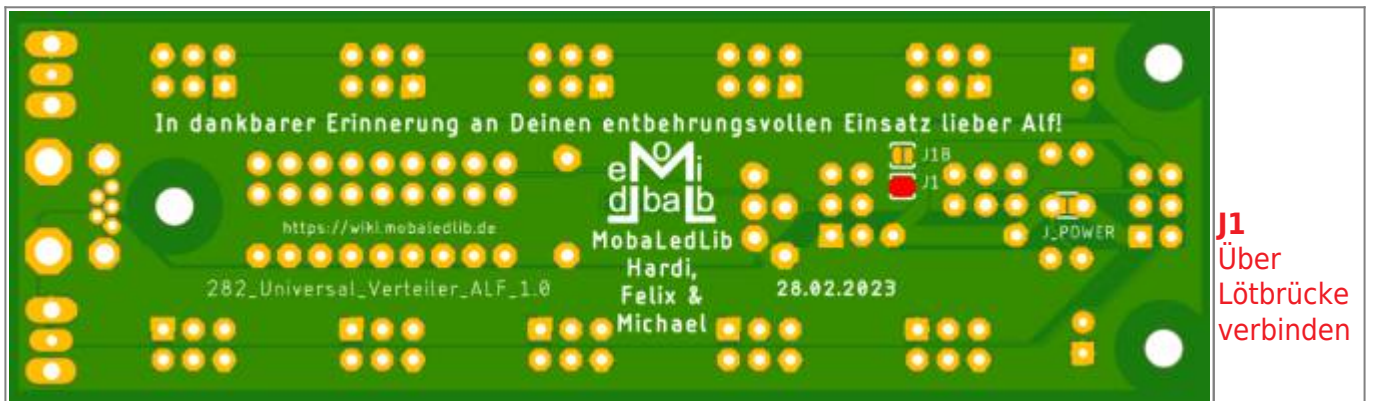 In dankbarer Erinnerung an Deinen entbehrungsvollen Einsatz lieber Alf!
J1B
J1
J_POWER
https://wiki.mobaledlib.de
282_Universal_Verteiler_ALF_1.0
MobaLedLib
MobaLedLib
Hardi,
Felix &
Michael
28.02.2023
J1
Über
Lötbrücke
verbinden